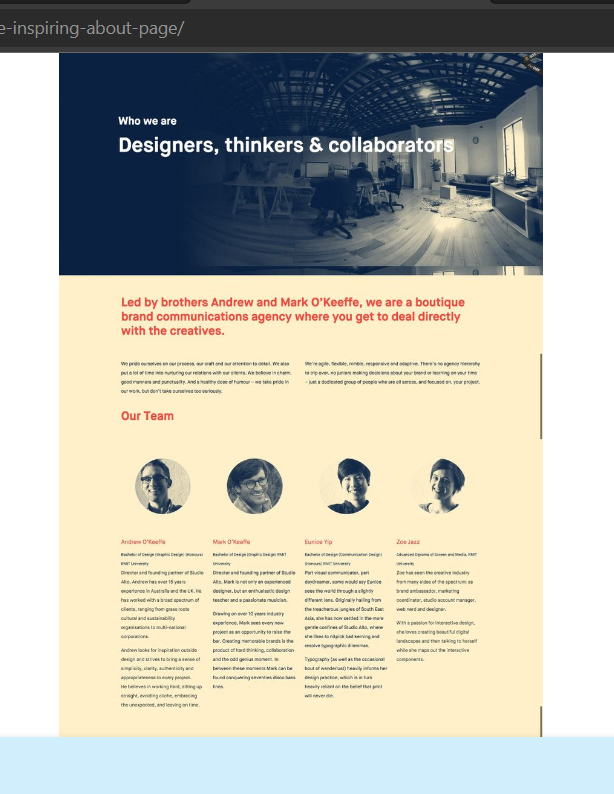 e-inspiring-about-page/
Who we are
Designers, thinkers & collaborators
Led by brothers Andrew and Mark O'Keeffe, we are a boutique
brand communications agency where you get to deal directly
with the creatives.
We pride ourselves on our process, our craft and our attention to detail. We also
put a lot of time into nurturing our relations with our clients. We believe in charm,
good manners and punctuality. And a healthy dose of humour – we take pride in
our work, but don't take ourselves too seriously.
We're agile, flexible, nimble, responsive and adaptive. There's no agency hierarchy
to trip over, no juniors making decisions about your brand or learning on your time
– just a dedicated group of people who are all across, and focused on, your project.
Our Team
Andrew O'Keeffe
Bachelor of Design (Graphic Design) (Honours) RMIT
University
Director and founding partner of Studio
Alto, Andrew has over 15 years
experience in Australia and the UK. He
has worked with a broad spectrum of
clients, ranging from grass roots
cultural and sustainability
organisations to multi-national
corporations.
Andrew looks for inspiration outside
design and strives to bring a sense of
simplicity, clarity, authenticity and
appropriateness to every project.
He believes in working hard, sitting up
straight, avoiding cliche, embracing
the unexpected, and leaving on time.
Mark O'Keeffe
Bachelor of Design (Graphic Design) RMIT
University
Director and founding partner of Studio
Alto, Mark is not only an experienced
designer, but an enthusiastic design
teacher and a passionate musician.
Drawing on over 10 years industry
experience, Mark sees every new
project as an opportunity to raise the
bar. Creating memorable brands is the
product of hard thinking, collaboration
and the odd genius moment. In
between these moments Mark can be
found conquering seventies disco bass
lines.
Eunice Yip
Bachelor of Design (Communication Design)
(Honours) RMIT University
Part visual communicator, part
daydreamer, some would say Eunice
sees the world through a slightly
different lens. Originally hailing from
the treacherous jungles of South East
Asia, she has now settled in the more
gentle confines of Studio Alto, where
she likes to nitpick bad kerning and
resolve typographic dilemmas.
Typography (as well as the occasional
bout of wanderlust) heavily informs her
design practice, which is in turn
heavily reliant on the belief that print
will never die.
Zoe Jazz
Advanced Diploma of Screen and Media, RMIT
University
Zoe has seen the creative industry
from many sides of the spectrum: as
brand ambassador, marketing
coordinator, studio account manager,
web nerd and designer.
With a passion for interactive design,
she loves creating beautiful digital
landscapes and then talking to herself
while she maps out the interactive
components.